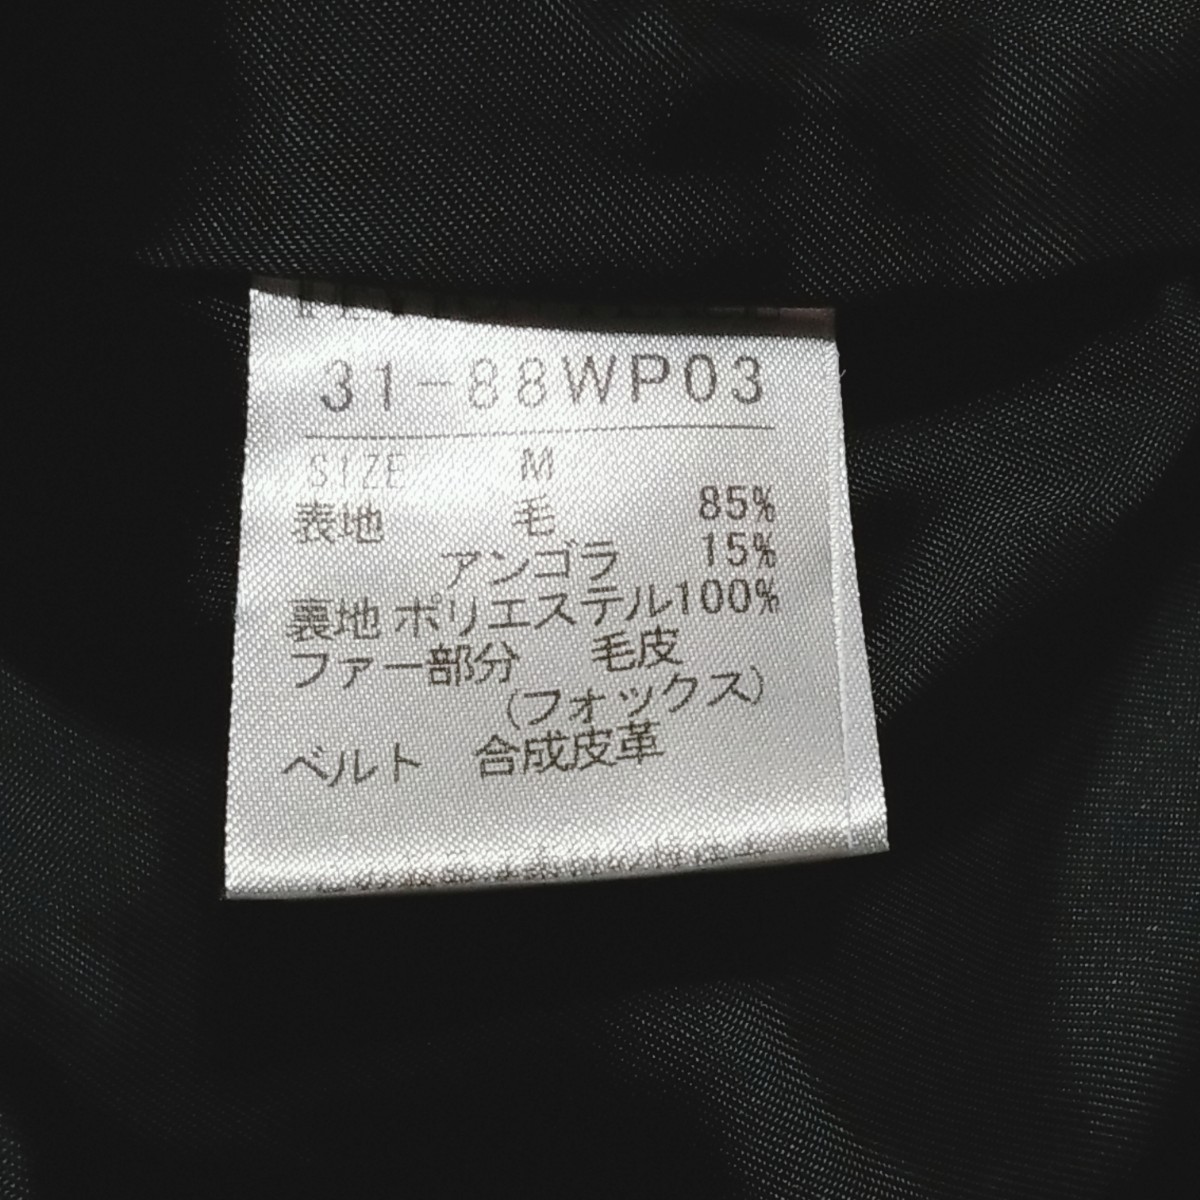 31-88WP03
SIZE M
表地 毛 85%
アンゴラ 15%
裏地 ポリエステル100%
ファー部分 毛皮
(フォックス)
ベルト 合成皮革